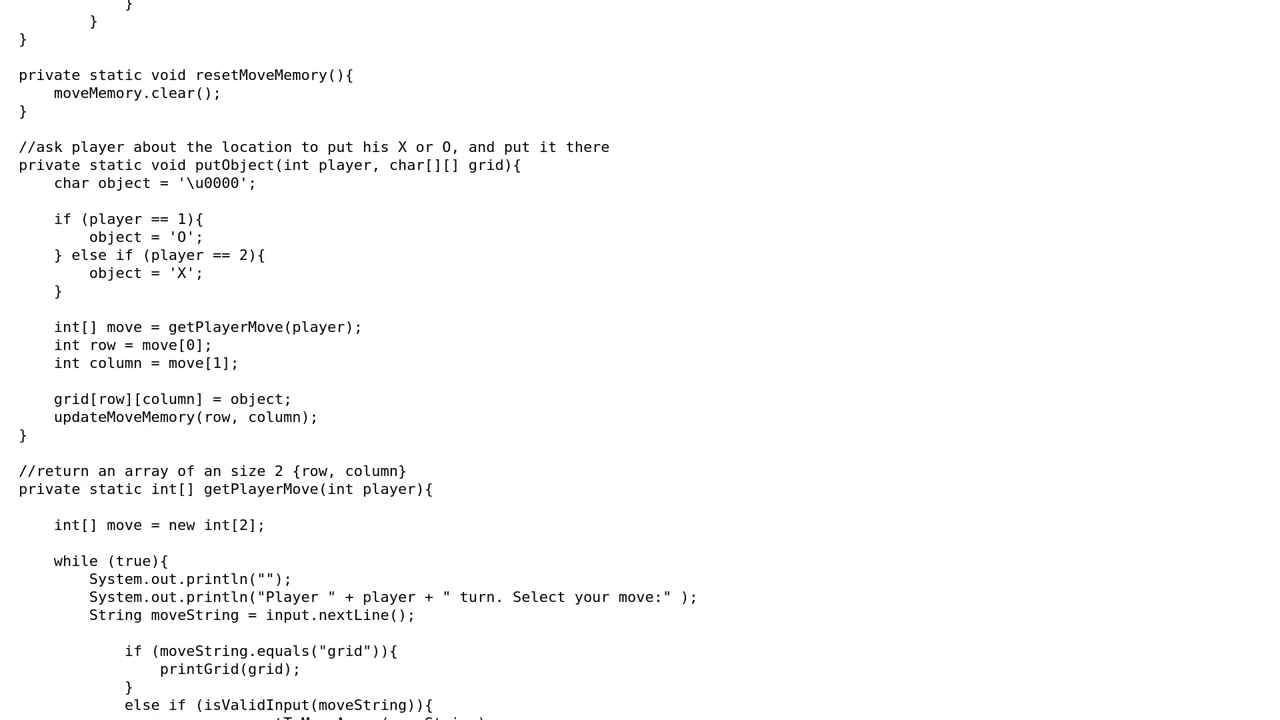 }
        }
}

private static void resetMoveMemory(){
    moveMemory.clear();
}

//ask player about the location to put his X or O, and put it there
private static void putObject(int player, char[][] grid){
    char object = '\u0000';

    if (player == 1){
        object = 'O';
    } else if (player == 2){
        object = 'X';
    }

    int[] move = getPlayerMove(player);
    int row = move[0];
    int column = move[1];

    grid[row][column] = object;
    updateMoveMemory(row, column);
}

//return an array of an size 2 {row, column}
private static int[] getPlayerMove(int player){

    int[] move = new int[2];

    while (true){
        System.out.println("");
        System.out.println("Player " + player + " turn. Select your move:" );
        String moveString = input.nextLine();

            if (moveString.equals("grid")){
                printGrid(grid);
            }
            else if (isValidInput(moveString)){